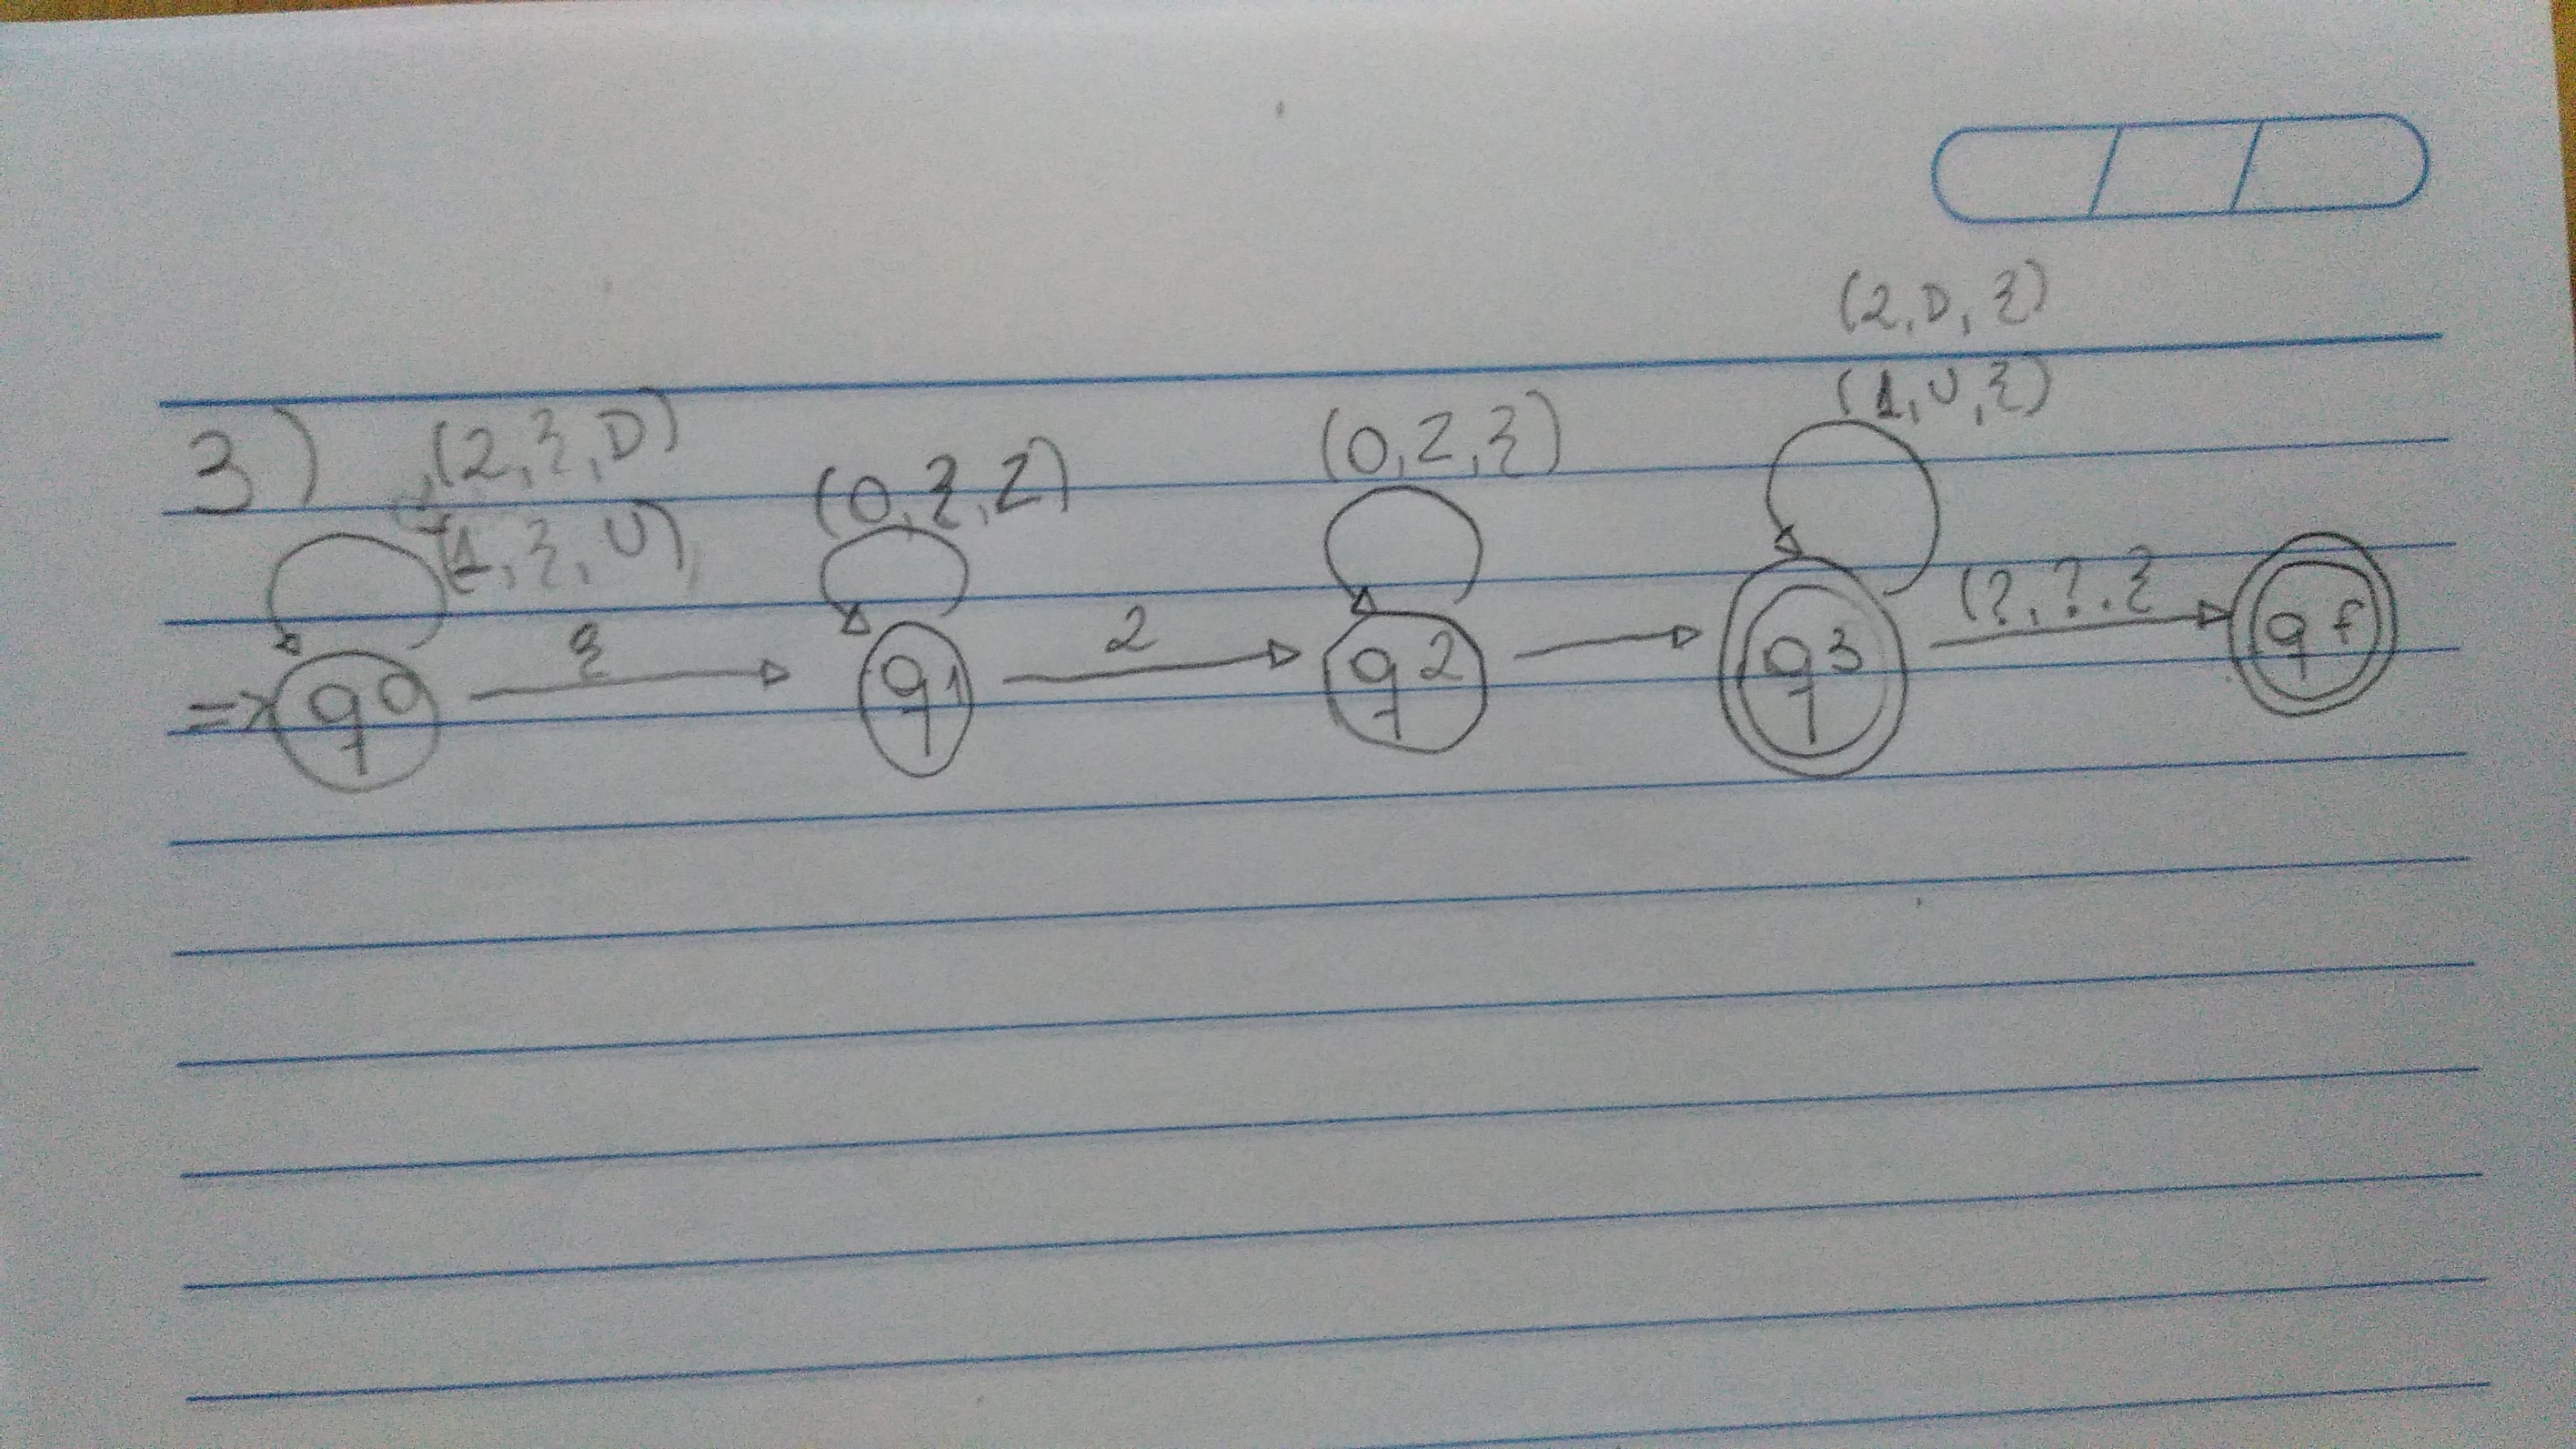 3)
(2, ξ, D)
(1, ξ, U)
(0, ξ, Z)
(0, Z, ξ)
(2, D, ξ)
(1, U, ξ)
=> q0 ξ q1 2 q2 q3 (?, ?, ξ qf